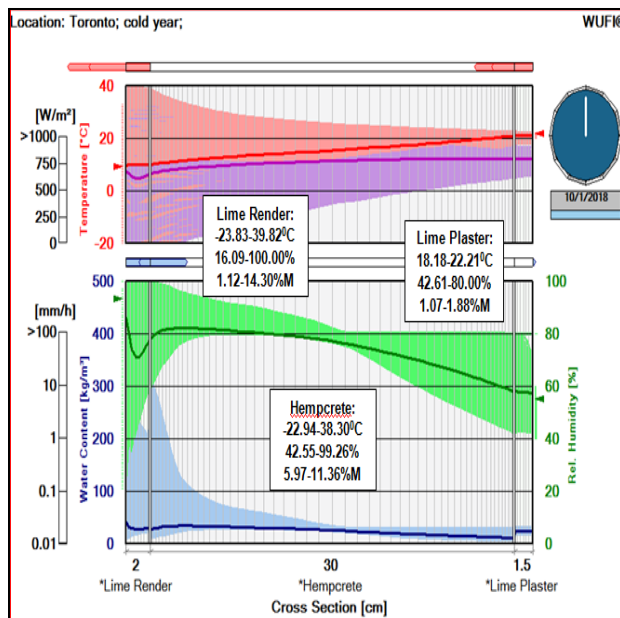 Location: Toronto; cold year;
WUFI®
[W/m²]
>1000
750
500
250
0
Temperature [°C]
40
20
0
-20
10/1/2018
Lime Render:
-23.83-39.82⁰C
16.09-100.00%
1.12-14.30%M
Lime Plaster:
18.18-22.21⁰C
42.61-80.00%
1.07-1.88%M
[mm/h]
>100
10
1
0.1
0.01
Water Content [kg/m³]
500
400
300
200
100
0
Hempcrete:
-22.94-38.30⁰C
42.55-99.26%
5.97-11.36%M
100
80
60
40
20
0
Rel. Humidity [%]
2
30
1.5
*Lime Render
*Hempcrete
*Lime Plaster
Cross Section [cm]